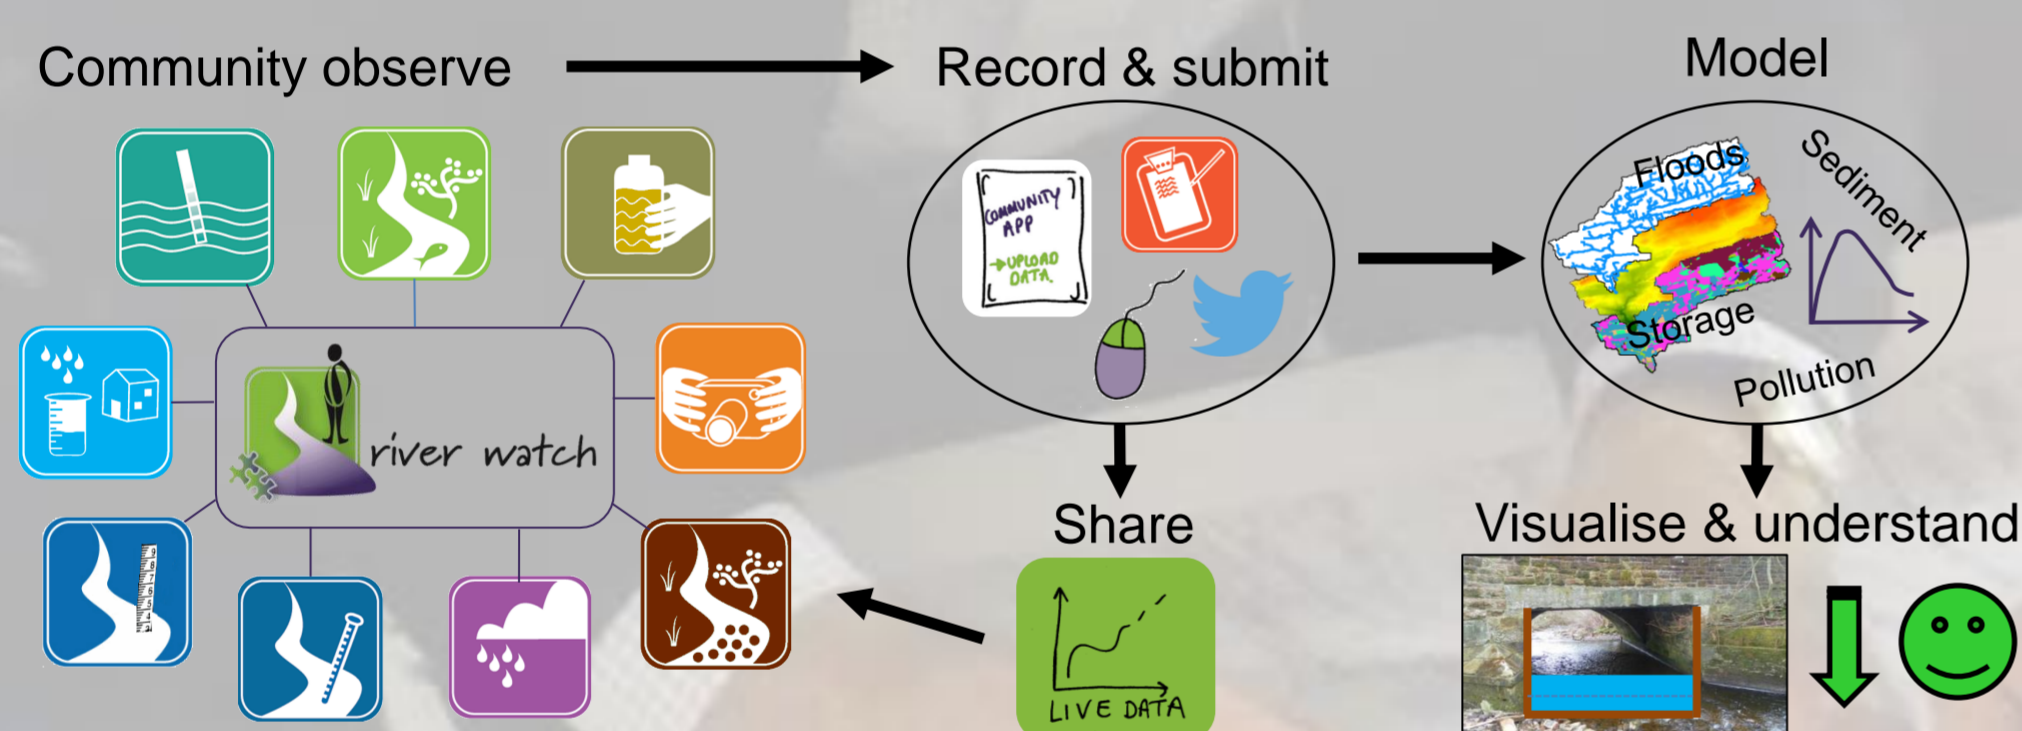 Community observe
Record & submit
Model
COMMUNITY
APP
→UPLOAD
DATA.
Floods
Sediment
Storage
Pollution
river watch
Share
LIVE DATA
Visualise & understand